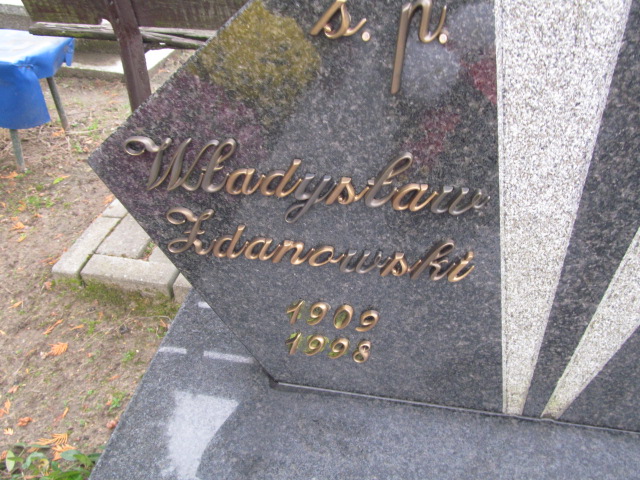 ś. p.
Władysław
Zdanowski
1909
1998